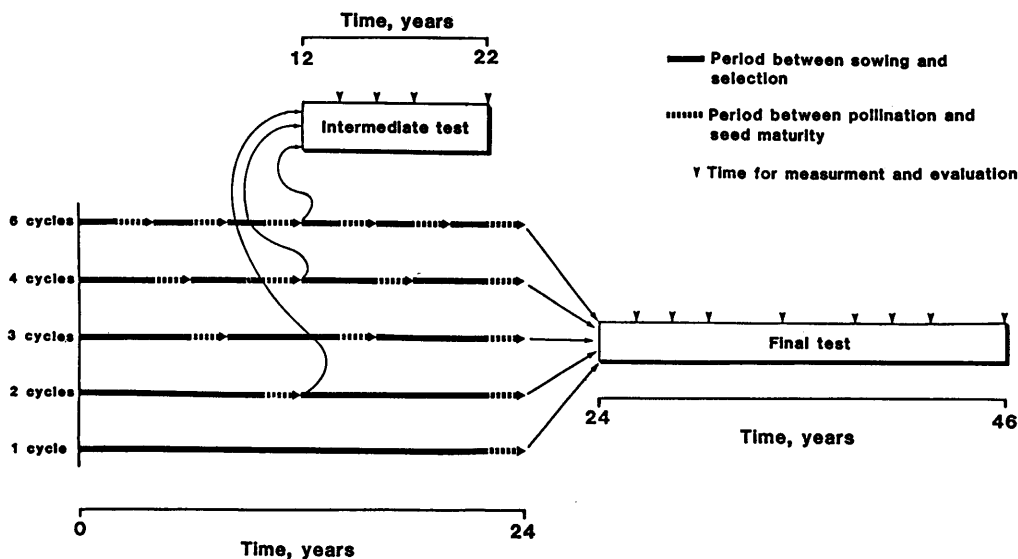 Time, years
12 22
Intermediate test
Period between sowing and
selection
Period between pollination and
seed maturity
Time for measurment and evaluation
6 cycles
4 cycles
3 cycles
2 cycles
1 cycle
Final test
24 46
Time, years
0 24
Time, years